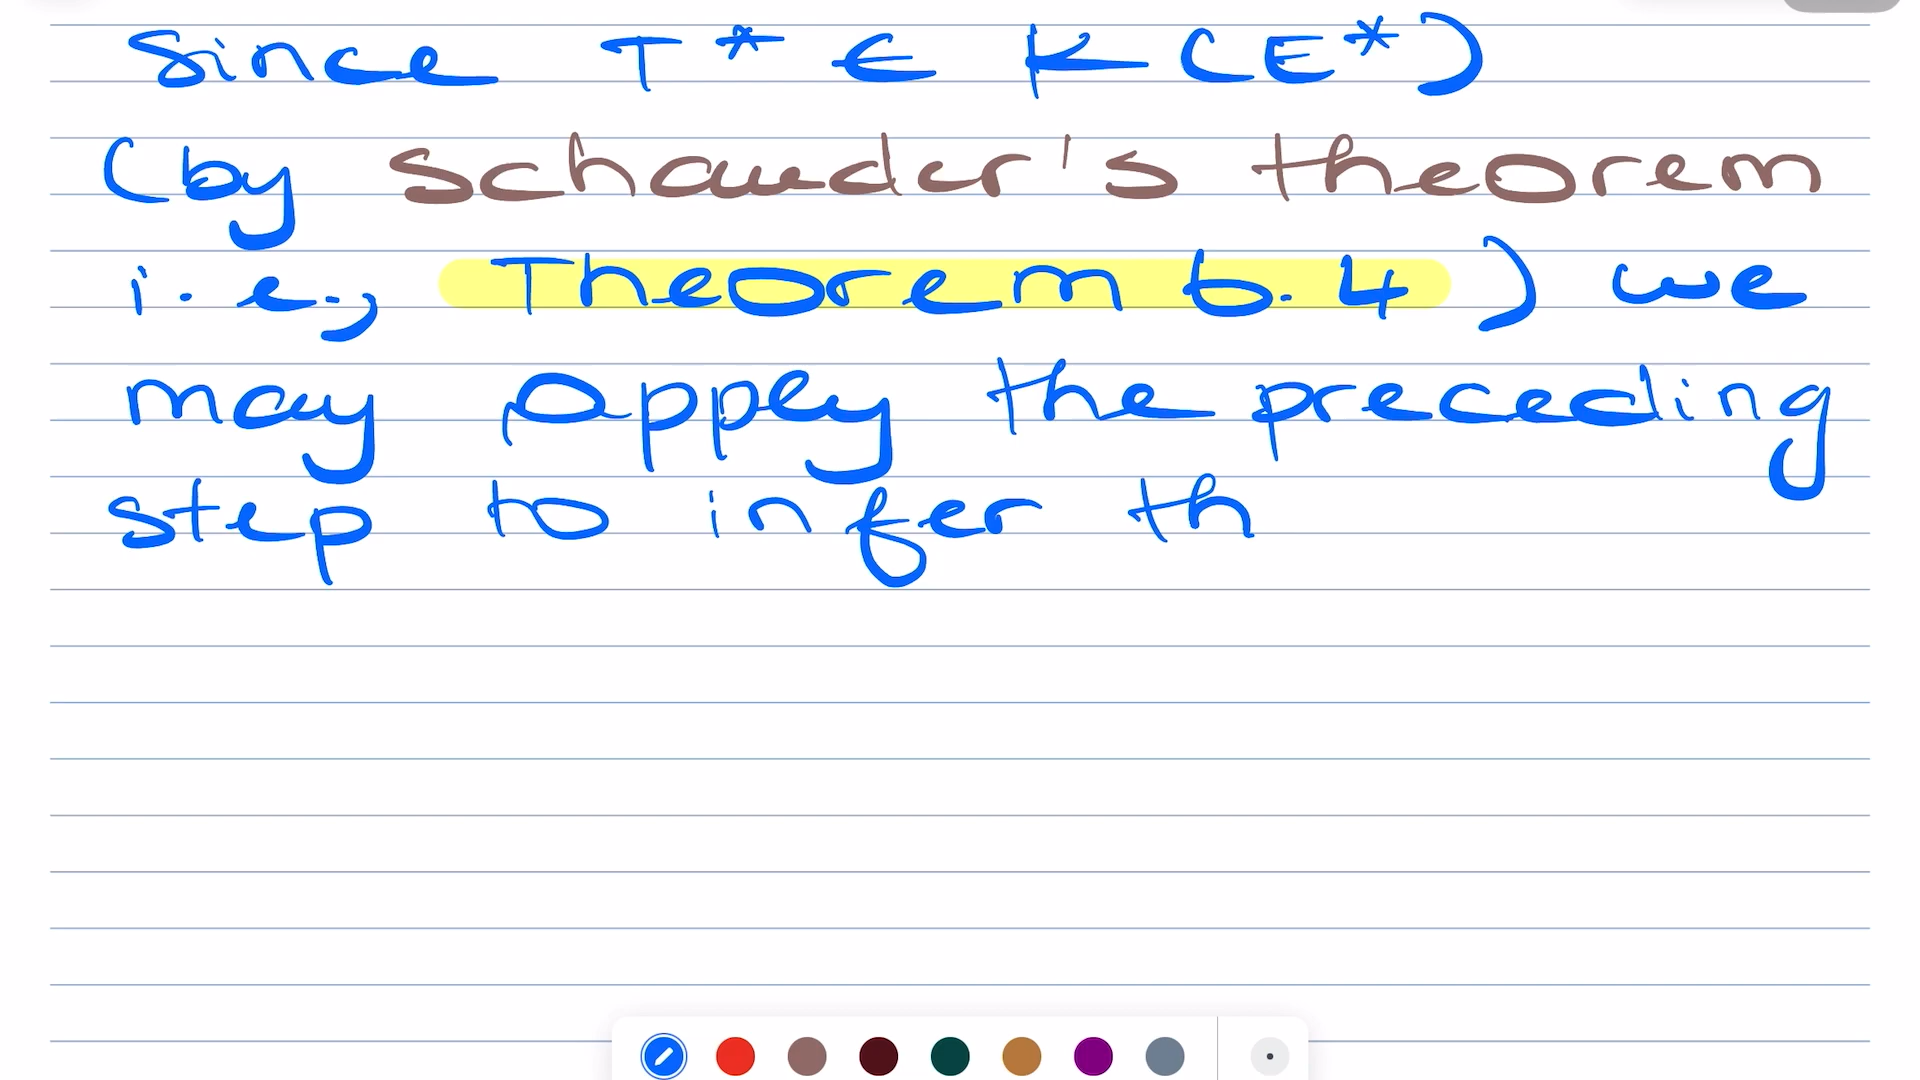 Since T* ∈ K(E*)
(by Schauder's theorem
i.e., Theorem 6.4) we
may apply the preceding
step to infer th